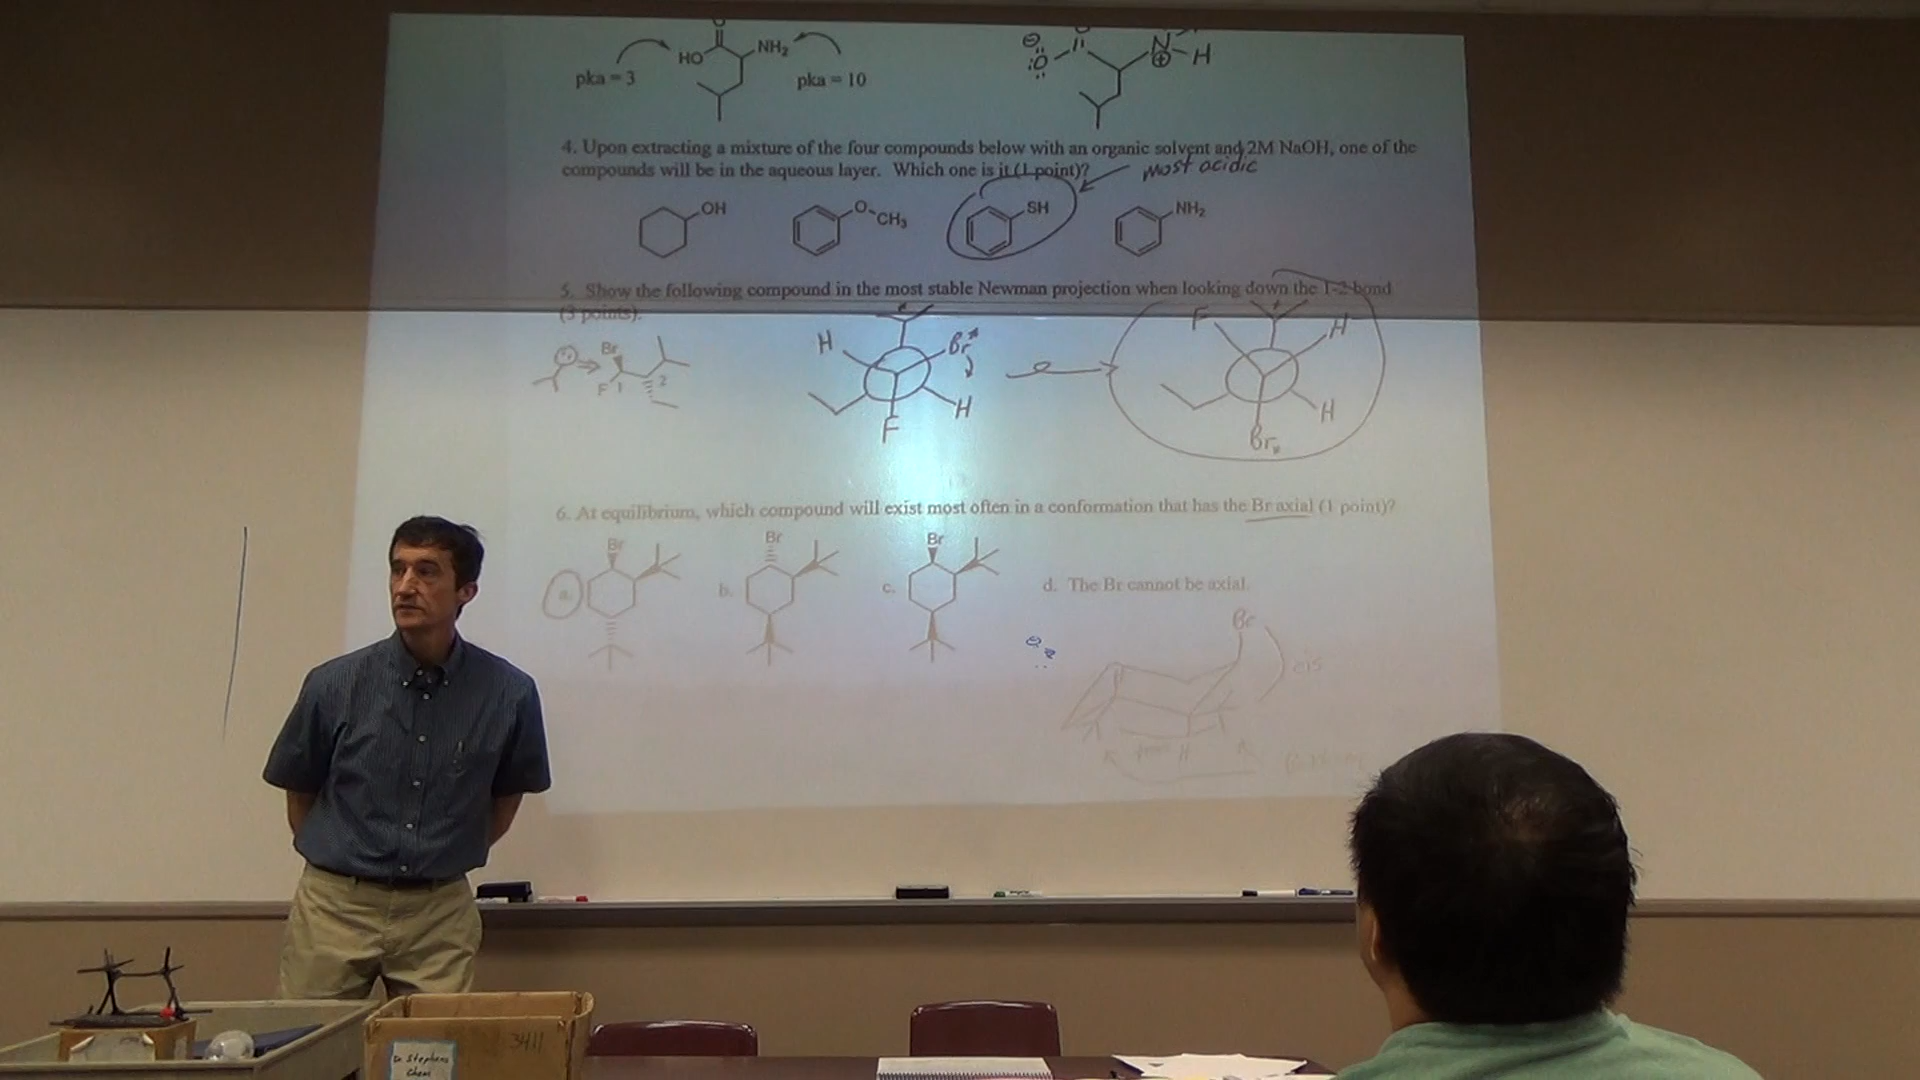 HO NH₂ :Ö N H
pka = 3 pka = 10
4. Upon extracting a mixture of the four compounds below with an organic solvent and 2M NaOH, one of the
compounds will be in the aqueous layer. Which one is it (1 point)? most acidic
OH O CH₃ SH NH₂
5. Show the following compound in the most stable Newman projection when looking down the 1-2 bond
(3 points).
Br F 1 2
H Br H F
F H H Br
6. At equilibrium, which compound will exist most often in a conformation that has the Br axial (1 point)?
Br Br Br
a. b. c. d. The Br cannot be axial.
Br
cis
H
3411
Dr Stephens
Chem